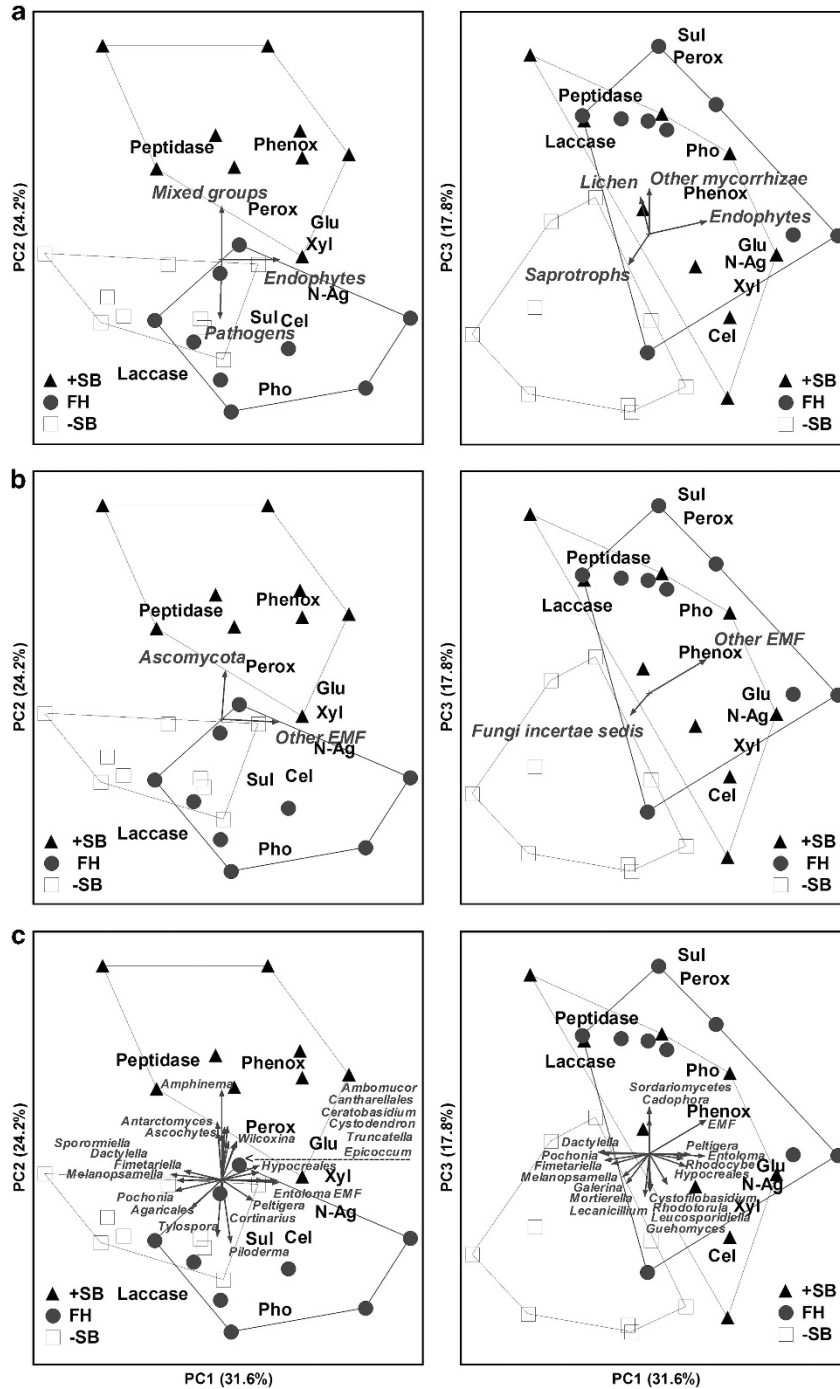 a
PC2 (24.2%)
Peptidase
Phenox
Mixed groups
Perox
Glu
Xyl
Endophytes
N-Ag
Sul
Cel
Pathogens
Laccase
Pho
+SB
FH
-SB
PC3 (17.8%)
Sul
Perox
Peptidase
Laccase
Pho
Lichen
Other mycorrhizae
Phenox
Endophytes
Glu
N-Ag
Saprotrophs
Xyl
Cel
+SB
FH
-SB
b
PC2 (24.2%)
Peptidase
Phenox
Ascomycota
Perox
Glu
Xyl
Other EMF
N-Ag
Sul
Cel
Laccase
Pho
+SB
FH
-SB
PC3 (17.8%)
Sul
Perox
Peptidase
Laccase
Pho
Other EMF
Phenox
Glu
N-Ag
Fungi incertae sedis
Xyl
Cel
+SB
FH
-SB
c
PC2 (24.2%)
Peptidase
Phenox
Amphinema
Ambomucor
Cantharellales
Antarctomyces
Perox
Ceratobasidium
Ascochytes
Cystodendron
Wilcoxina
Glu
Truncatella
Sporormiella
Epicoccum
Dactylella
<
Fimetariella
Hypocreales
Melanopsamella
Xyl
Pochonia
Entoloma EMF
Agaricales
Peltigera
N-Ag
Cortinarius
Tylospora
Sul
Cel
Piloderma
Laccase
Pho
+SB
FH
-SB
PC1 (31.6%)
PC3 (17.8%)
Sul
Perox
Peptidase
Laccase
Pho
Sordariomycetes
Cadophora
Phenox
EMF
Dactylella
Peltigera
Pochonia
Entoloma
Fimetariella
Rhodocybe
Glu
Melanopsamella
Hypocreales
Galerina
N-Ag
Mortierella
Cystofilobasidium
Xyl
Lecanicillium
Rhodotorula
Leucosporidiella
Guehomyces
Cel
+SB
FH
-SB
PC1 (31.6%)